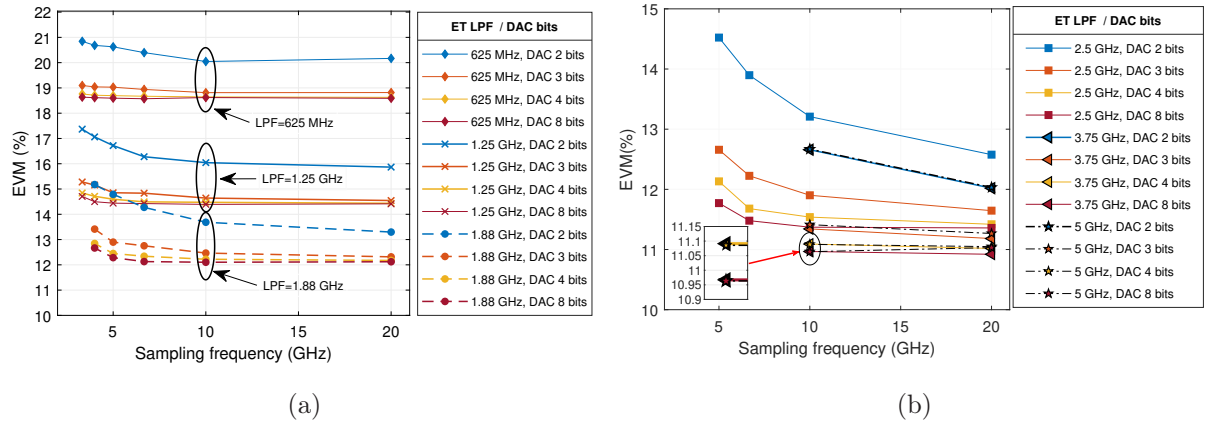 22
21
20
19
18
17
16
15
14
13
12
11
10
EVM (%)
5
10
15
20
Sampling frequency (GHz)
LPF=625 MHz
LPF=1.25 GHz
LPF=1.88 GHz
ET LPF / DAC bits
625 MHz, DAC 2 bits
625 MHz, DAC 3 bits
625 MHz, DAC 4 bits
625 MHz, DAC 8 bits
1.25 GHz, DAC 2 bits
1.25 GHz, DAC 3 bits
1.25 GHz, DAC 4 bits
1.25 GHz, DAC 8 bits
1.88 GHz, DAC 2 bits
1.88 GHz, DAC 3 bits
1.88 GHz, DAC 4 bits
1.88 GHz, DAC 8 bits
(a)
15
14
13
12
11
10
EVM(%)
11.15
11.1
11.05
11
10.95
10.9
5
10
15
20
Sampling frequency (GHz)
ET LPF / DAC bits
2.5 GHz, DAC 2 bits
2.5 GHz, DAC 3 bits
2.5 GHz, DAC 4 bits
2.5 GHz, DAC 8 bits
3.75 GHz, DAC 2 bits
3.75 GHz, DAC 3 bits
3.75 GHz, DAC 4 bits
3.75 GHz, DAC 8 bits
5 GHz, DAC 2 bits
5 GHz, DAC 3 bits
5 GHz, DAC 4 bits
5 GHz, DAC 8 bits
(b)